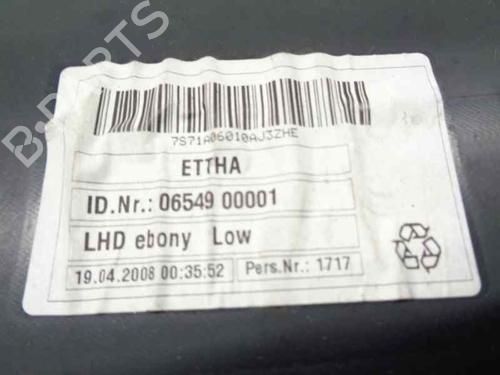 B-PARTS
7S71A06010AJ3ZHE
ETTHA
ID.Nr.: 06549 00001
LHD ebony Low
19.04.2008 00:35:52 Pers.Nr.: 1717